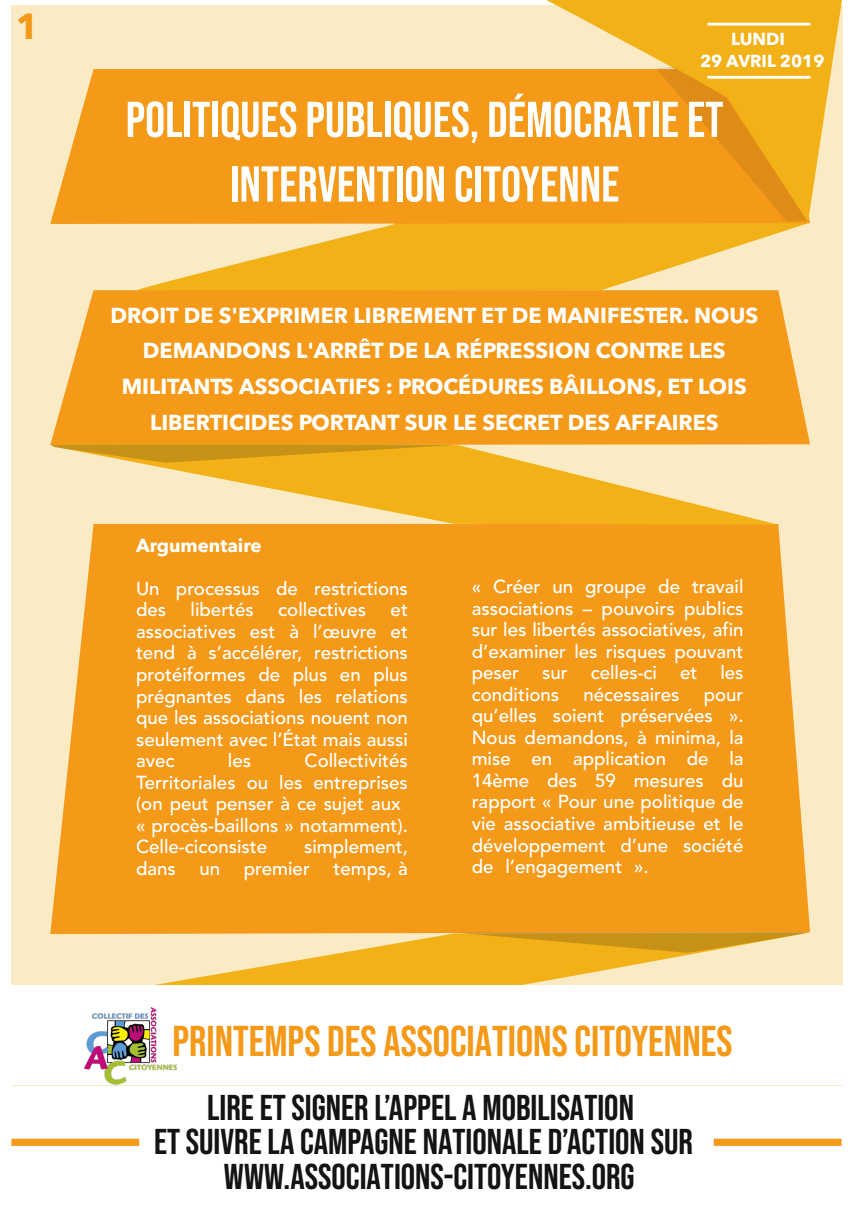 1
LUNDI
29 AVRIL 2019
POLITIQUES PUBLIQUES, DÉMOCRATIE ET
INTERVENTION CITOYENNE
DROIT DE S'EXPRIMER LIBREMENT ET DE MANIFESTER. NOUS
DEMANDONS L'ARRÊT DE LA RÉPRESSION CONTRE LES
MILITANTS ASSOCIATIFS : PROCÉDURES BÂILLONS, ET LOIS
LIBERTICIDES PORTANT SUR LE SECRET DES AFFAIRES
Argumentaire
Un processus de restrictions
des libertés collectives et
associatives est à l’œuvre et
tend à s’accélérer, restrictions
protéiformes de plus en plus
prégnantes dans les relations
que les associations nouent non
seulement avec l’État mais aussi
avec les Collectivités
Territoriales ou les entreprises
(on peut penser à ce sujet aux
« procès-baillons » notamment).
Celle-ciconsiste simplement,
dans un premier temps, à
« Créer un groupe de travail
associations – pouvoirs publics
sur les libertés associatives, afin
d’examiner les risques pouvant
peser sur celles-ci et les
conditions nécessaires pour
qu’elles soient préservées ».
Nous demandons, à minima, la
mise en application de la
14ème des 59 mesures du
rapport « Pour une politique de
vie associative ambitieuse et le
développement d’une société
de l’engagement ».
COLLECTIF DES
ASSOCIATIONS
CITOYENNES
CAC
PRINTEMPS DES ASSOCIATIONS CITOYENNES
LIRE ET SIGNER L’APPEL A MOBILISATION
ET SUIVRE LA CAMPAGNE NATIONALE D’ACTION SUR
WWW.ASSOCIATIONS-CITOYENNES.ORG